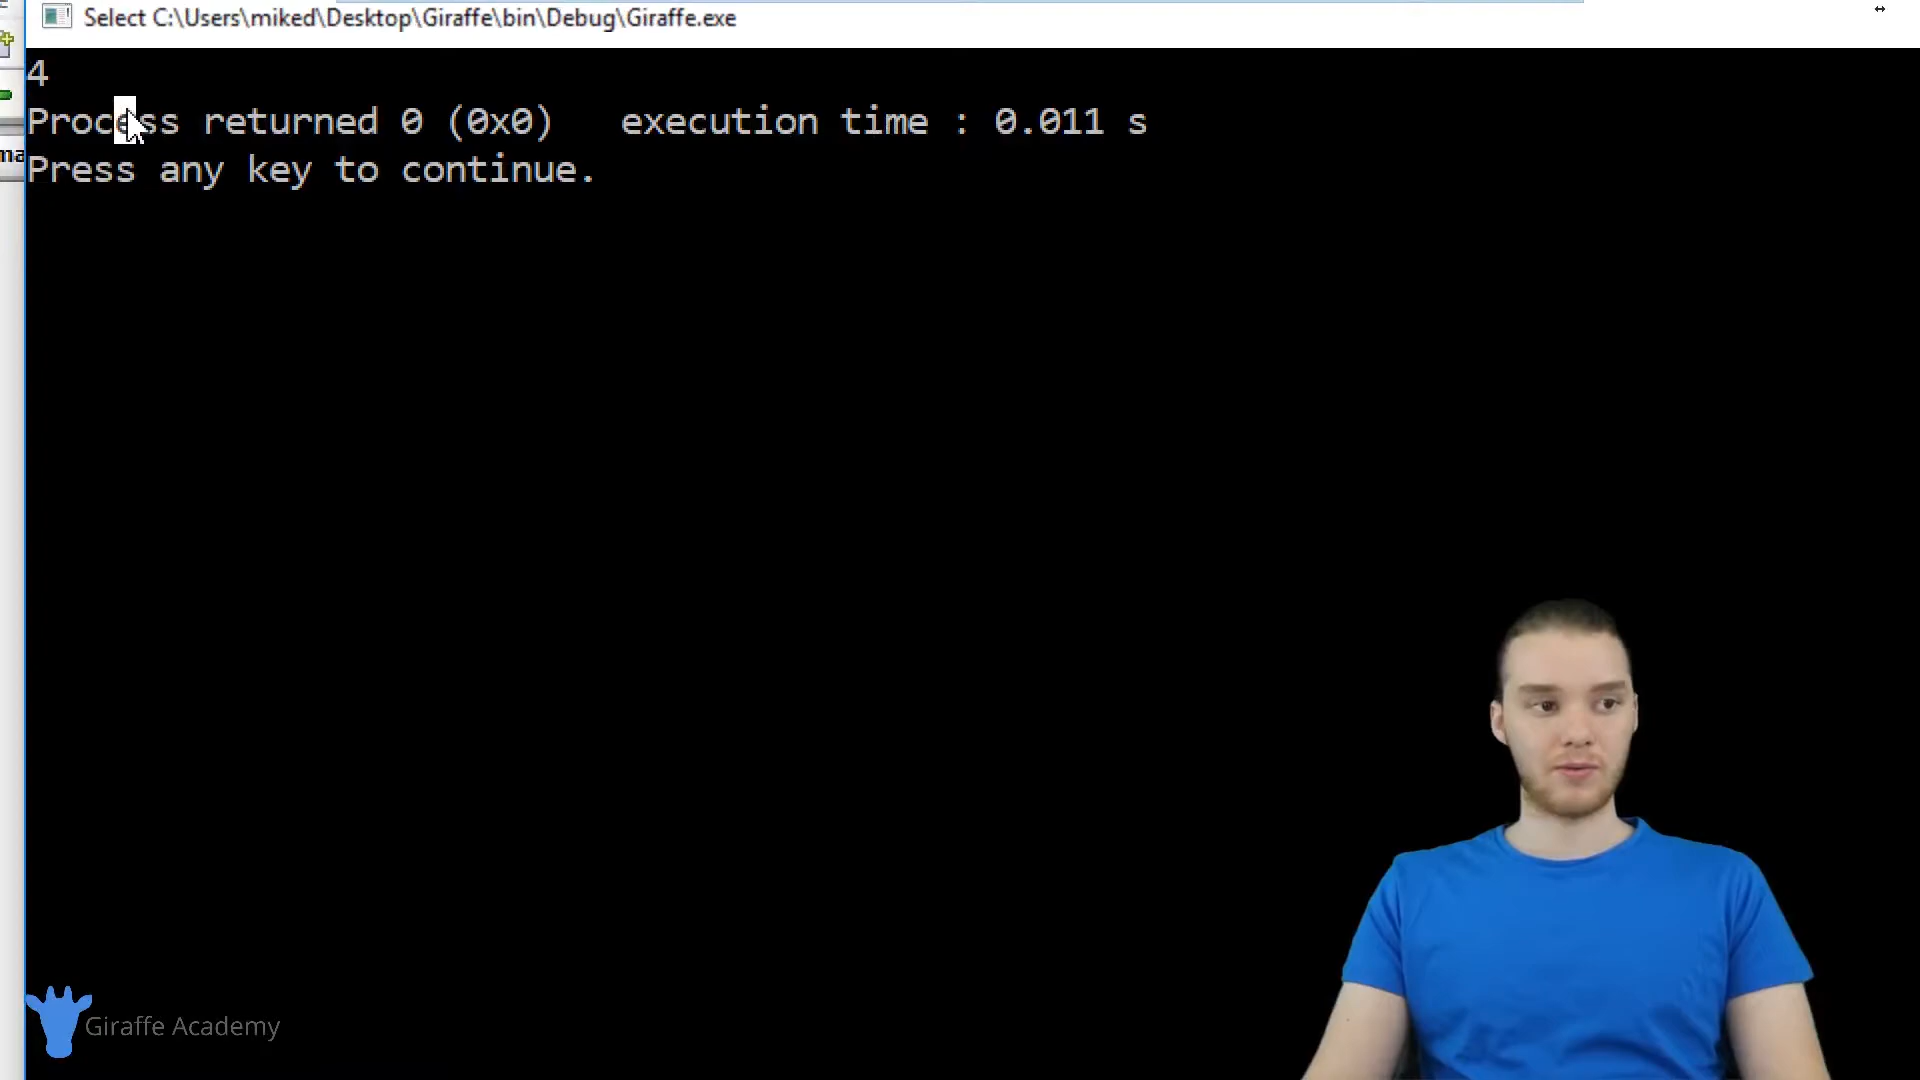 Select C:\Users\miked\Desktop\Giraffe\bin\Debug\Giraffe.exe
4
Process returned 0 (0x0)   execution time : 0.011 s
ma
Press any key to continue.
Giraffe Academy